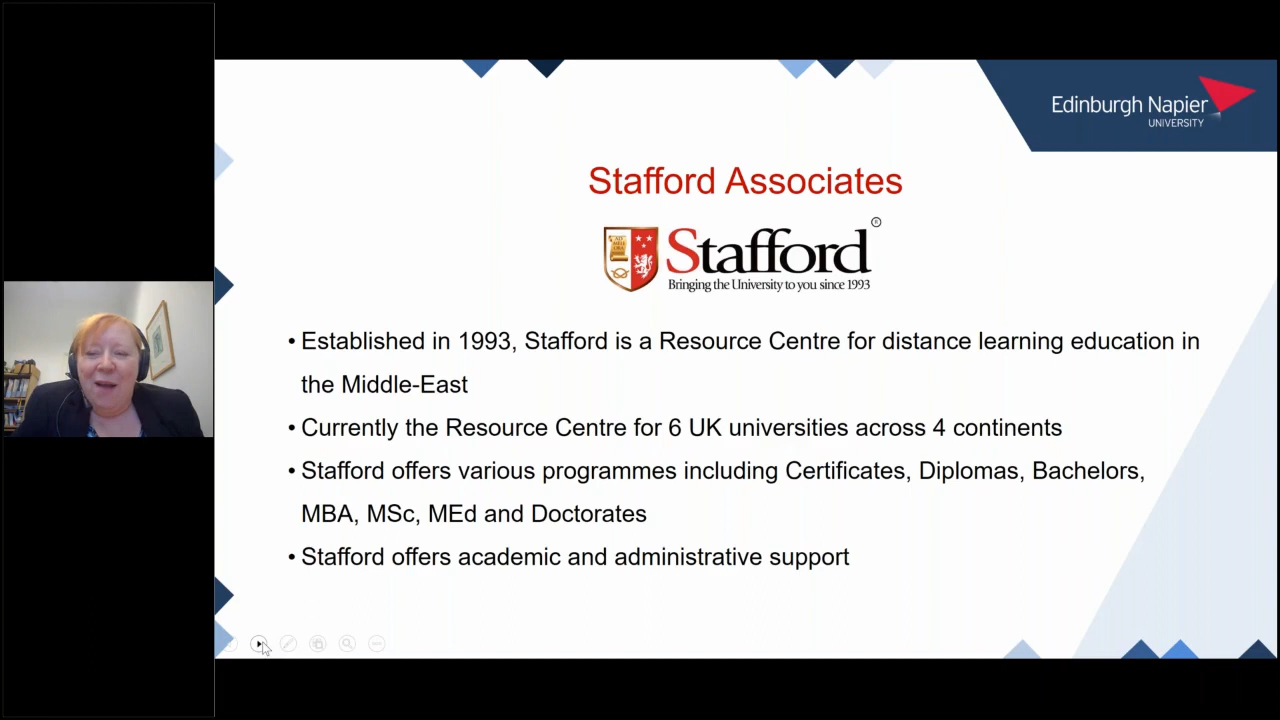 Edinburgh Napier
UNIVERSITY
Stafford Associates
Stafford®
Bringing the University to you since 1993
• Established in 1993, Stafford is a Resource Centre for distance learning education in
the Middle-East
• Currently the Resource Centre for 6 UK universities across 4 continents
• Stafford offers various programmes including Certificates, Diplomas, Bachelors,
MBA, MSc, MEd and Doctorates
• Stafford offers academic and administrative support